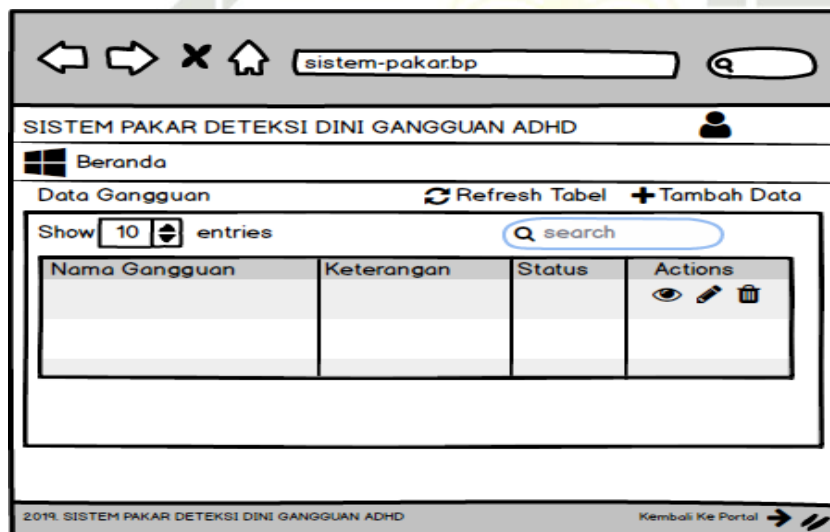 sistem-pakar.bp
SISTEM PAKAR DETEKSI DINI GANGGUAN ADHD
Beranda
Data Gangguan Refresh Tabel Tambah Data
Show 10 entries search
Nama Gangguan Keterangan Status Actions
2019. SISTEM PAKAR DETEKSI DINI GANGGUAN ADHD Kembali Ke Portal